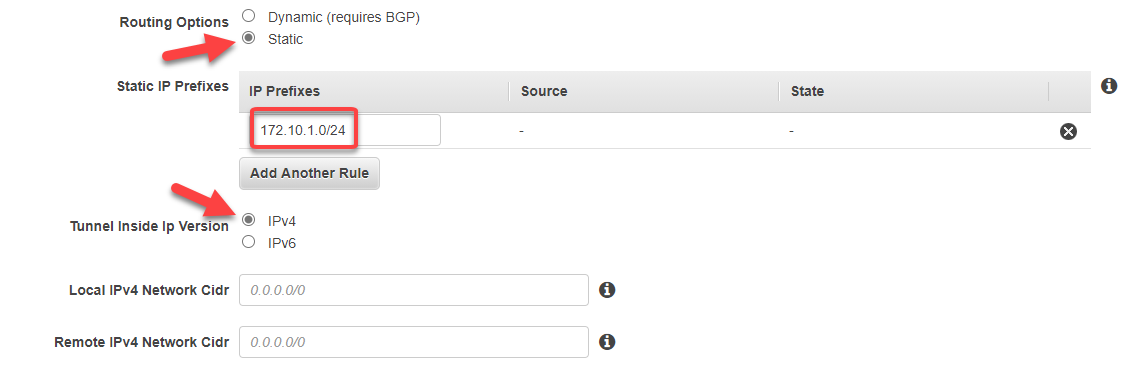 Routing Options
Dynamic (requires BGP)
Static
Static IP Prefixes
IP Prefixes Source State
172.10.1.0/24 - -
Add Another Rule
Tunnel Inside Ip Version
IPv4
IPv6
Local IPv4 Network Cidr 0.0.0.0/0
Remote IPv4 Network Cidr 0.0.0.0/0